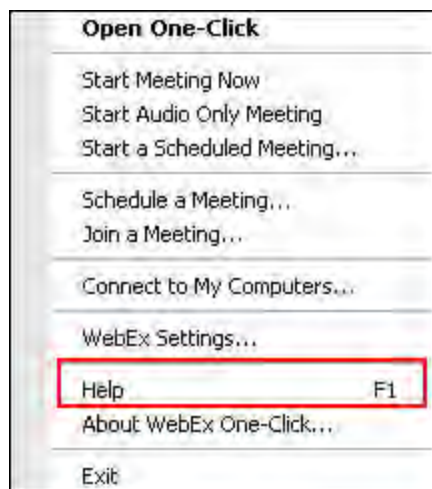 Open One-Click
Start Meeting Now
Start Audio Only Meeting
Start a Scheduled Meeting...
Schedule a Meeting...
Join a Meeting...
Connect to My Computers...
WebEx Settings...
Help F1
About WebEx One-Click...
Exit